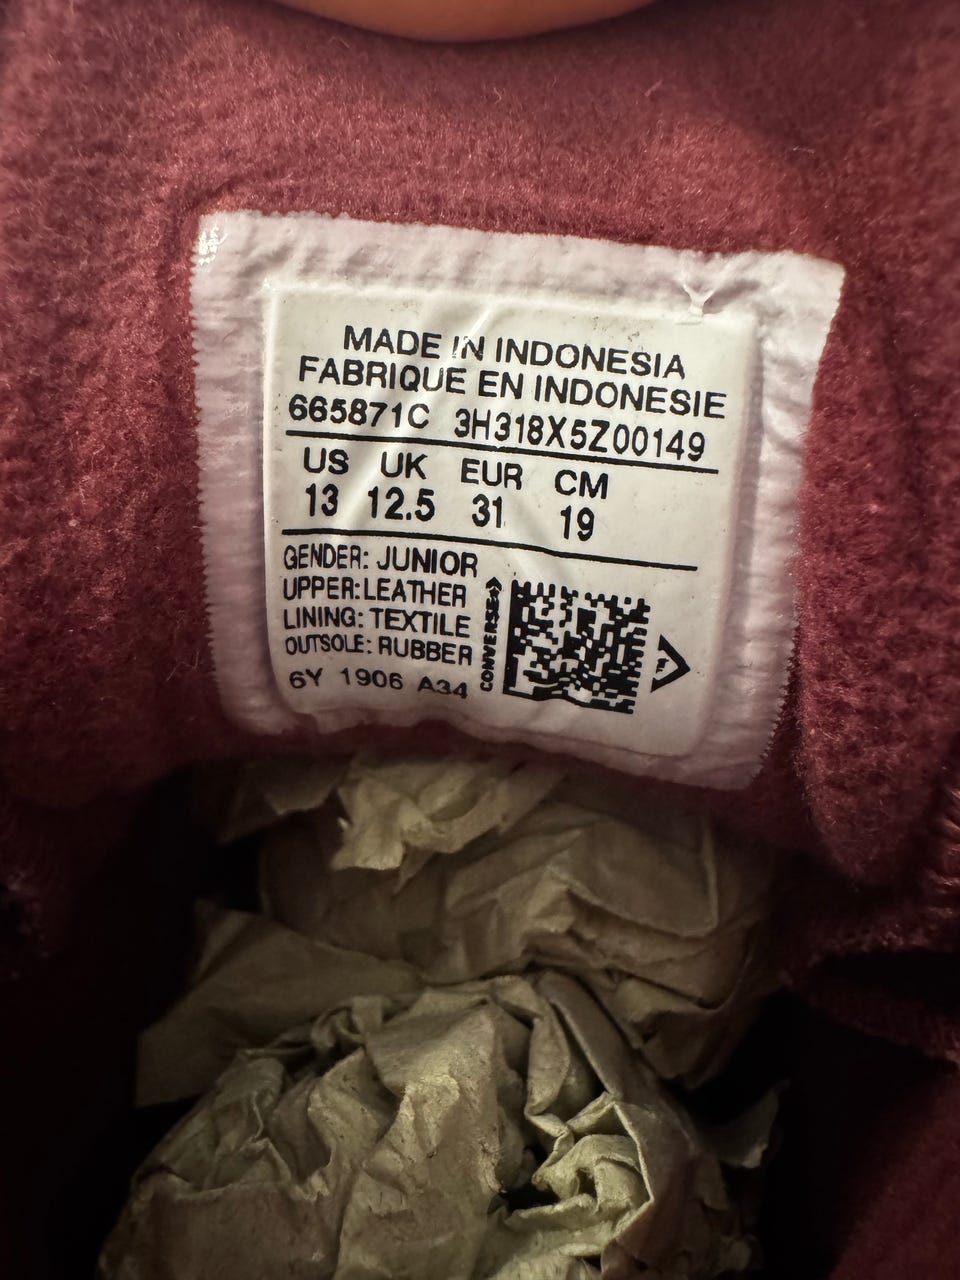 MADE IN INDONESIA
FABRIQUE EN INDONESIE
665871C 3H318X5Z00149
US UK EUR CM
13 12.5 31 19
GENDER: JUNIOR
UPPER: LEATHER
LINING: TEXTILE
OUTSOLE: RUBBER
6Y 1906 A34
CONVERSE